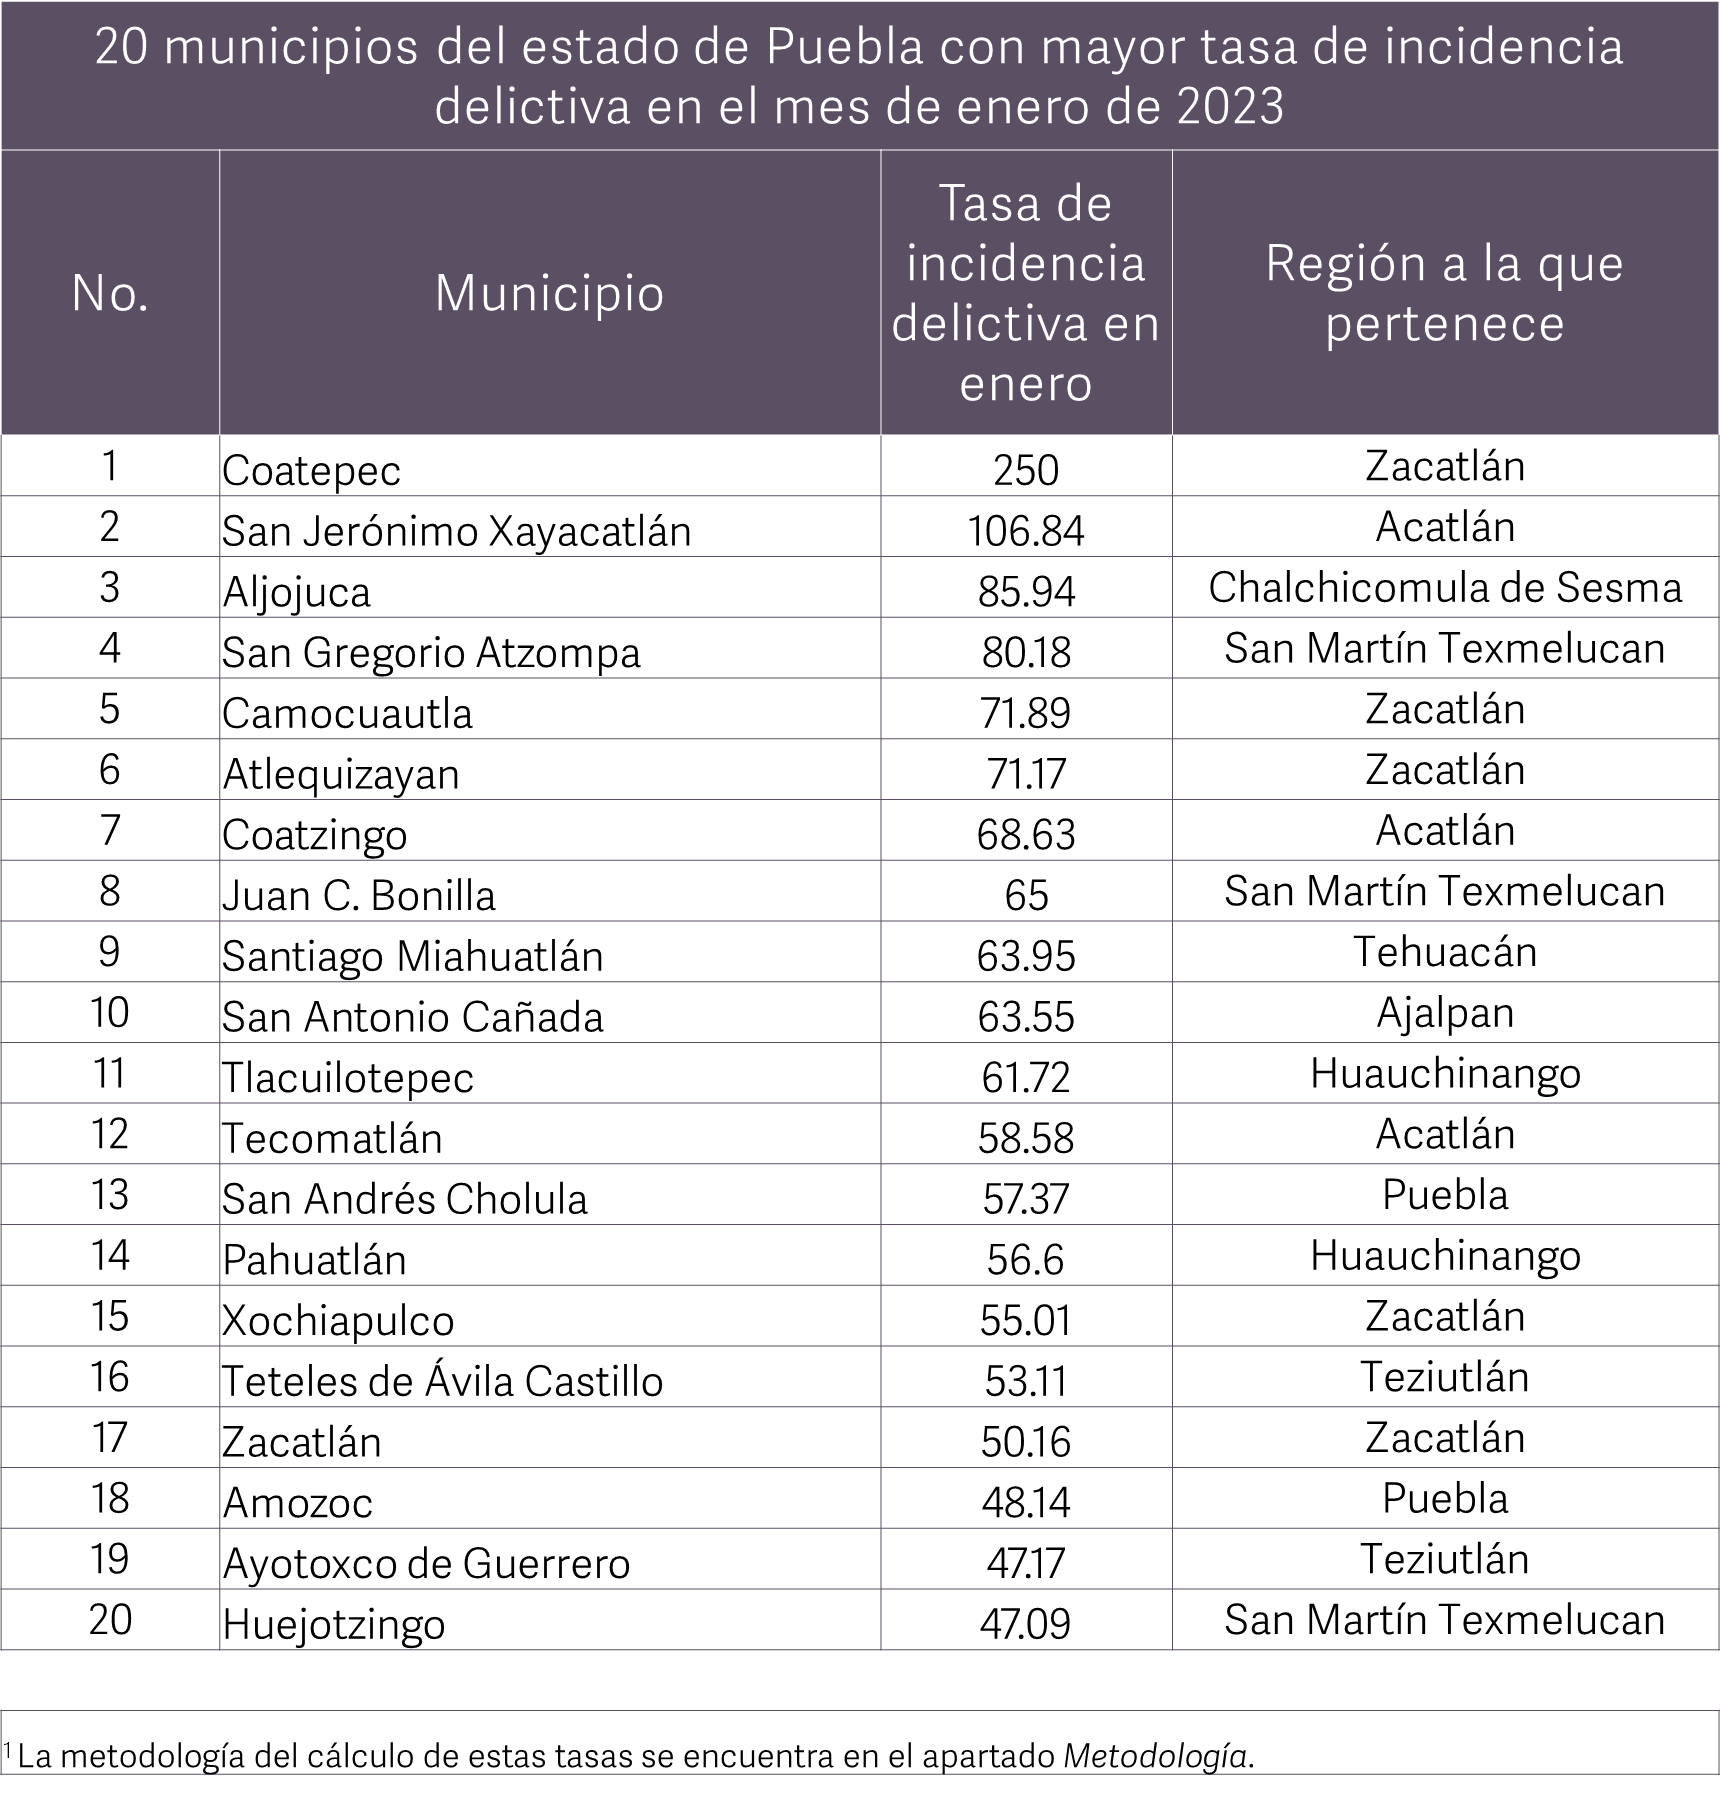 20 municipios del estado de Puebla con mayor tasa de incidencia
delictiva en el mes de enero de 2023
No. Municipio Tasa de incidencia delictiva en enero Región a la que pertenece
1 Coatepec 250 Zacatlán
2 San Jerónimo Xayacatlán 106.84 Acatlán
3 Aljojuca 85.94 Chalchicomula de Sesma
4 San Gregorio Atzompa 80.18 San Martín Texmelucan
5 Camocuautla 71.89 Zacatlán
6 Atlequizayan 71.17 Zacatlán
7 Coatzingo 68.63 Acatlán
8 Juan C. Bonilla 65 San Martín Texmelucan
9 Santiago Miahuatlán 63.95 Tehuacán
10 San Antonio Cañada 63.55 Ajalpan
11 Tlacuilotepec 61.72 Huauchinango
12 Tecomatlán 58.58 Acatlán
13 San Andrés Cholula 57.37 Puebla
14 Pahuatlán 56.6 Huauchinango
15 Xochiapulco 55.01 Zacatlán
16 Teteles de Ávila Castillo 53.11 Teziutlán
17 Zacatlán 50.16 Zacatlán
18 Amozoc 48.14 Puebla
19 Ayotoxco de Guerrero 47.17 Teziutlán
20 Huejotzingo 47.09 San Martín Texmelucan
¹ La metodología del cálculo de estas tasas se encuentra en el apartado Metodología.